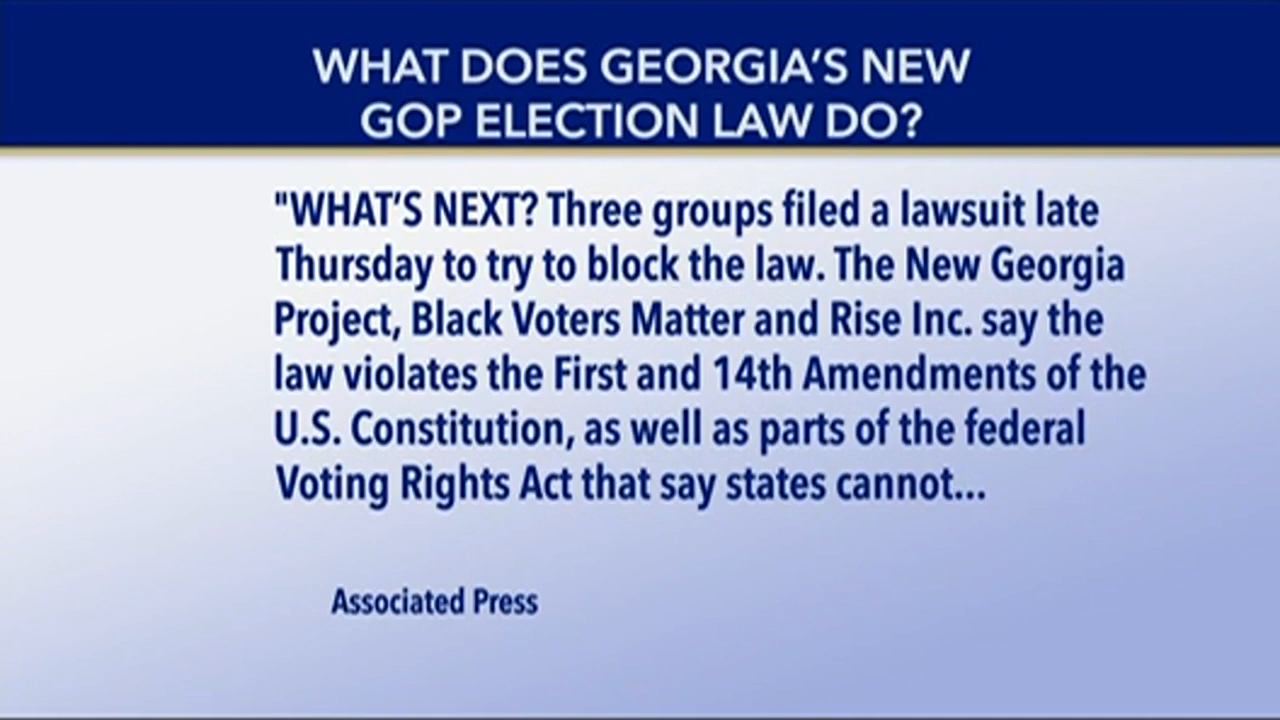 WHAT DOES GEORGIA'S NEW
GOP ELECTION LAW DO?
"WHAT'S NEXT? Three groups filed a lawsuit late
Thursday to try to block the law. The New Georgia
Project, Black Voters Matter and Rise Inc. say the
law violates the First and 14th Amendments of the
U.S. Constitution, as well as parts of the federal
Voting Rights Act that say states cannot...
Associated Press